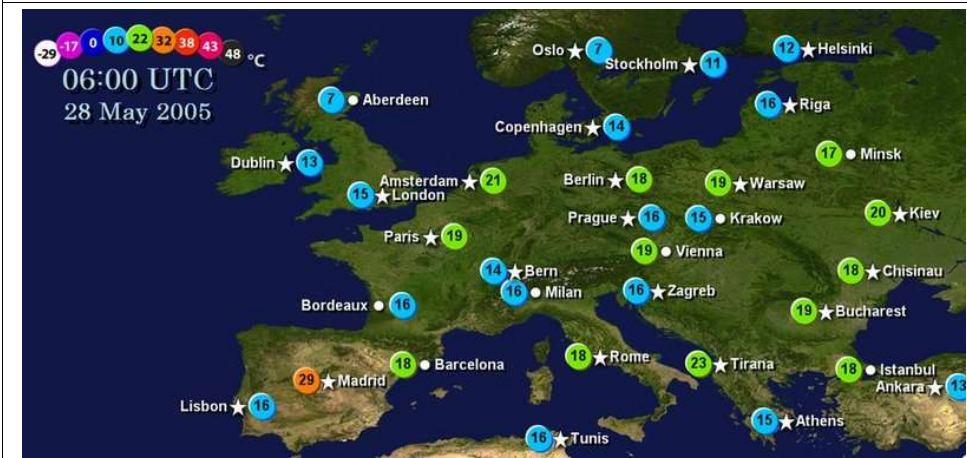 -29 -17 0 10 22 32 38 43 48 °C
06:00 UTC
28 May 2005
Oslo 7
Stockholm 11
12 Helsinki
7 Aberdeen
16 Riga
Copenhagen 14
17 Minsk
Dublin 13
Amsterdam 21
Berlin 18
19 Warsaw
15 London
20 Kiev
Prague 16
15 Krakow
Paris 19
19 Vienna
14 Bern
18 Chisinau
16 Milan
16 Zagreb
Bordeaux 16
19 Bucharest
18 Rome
23 Tirana
18 Barcelona
18 Istanbul
29 Madrid
Ankara 13
Lisbon 16
15 Athens
16 Tunis